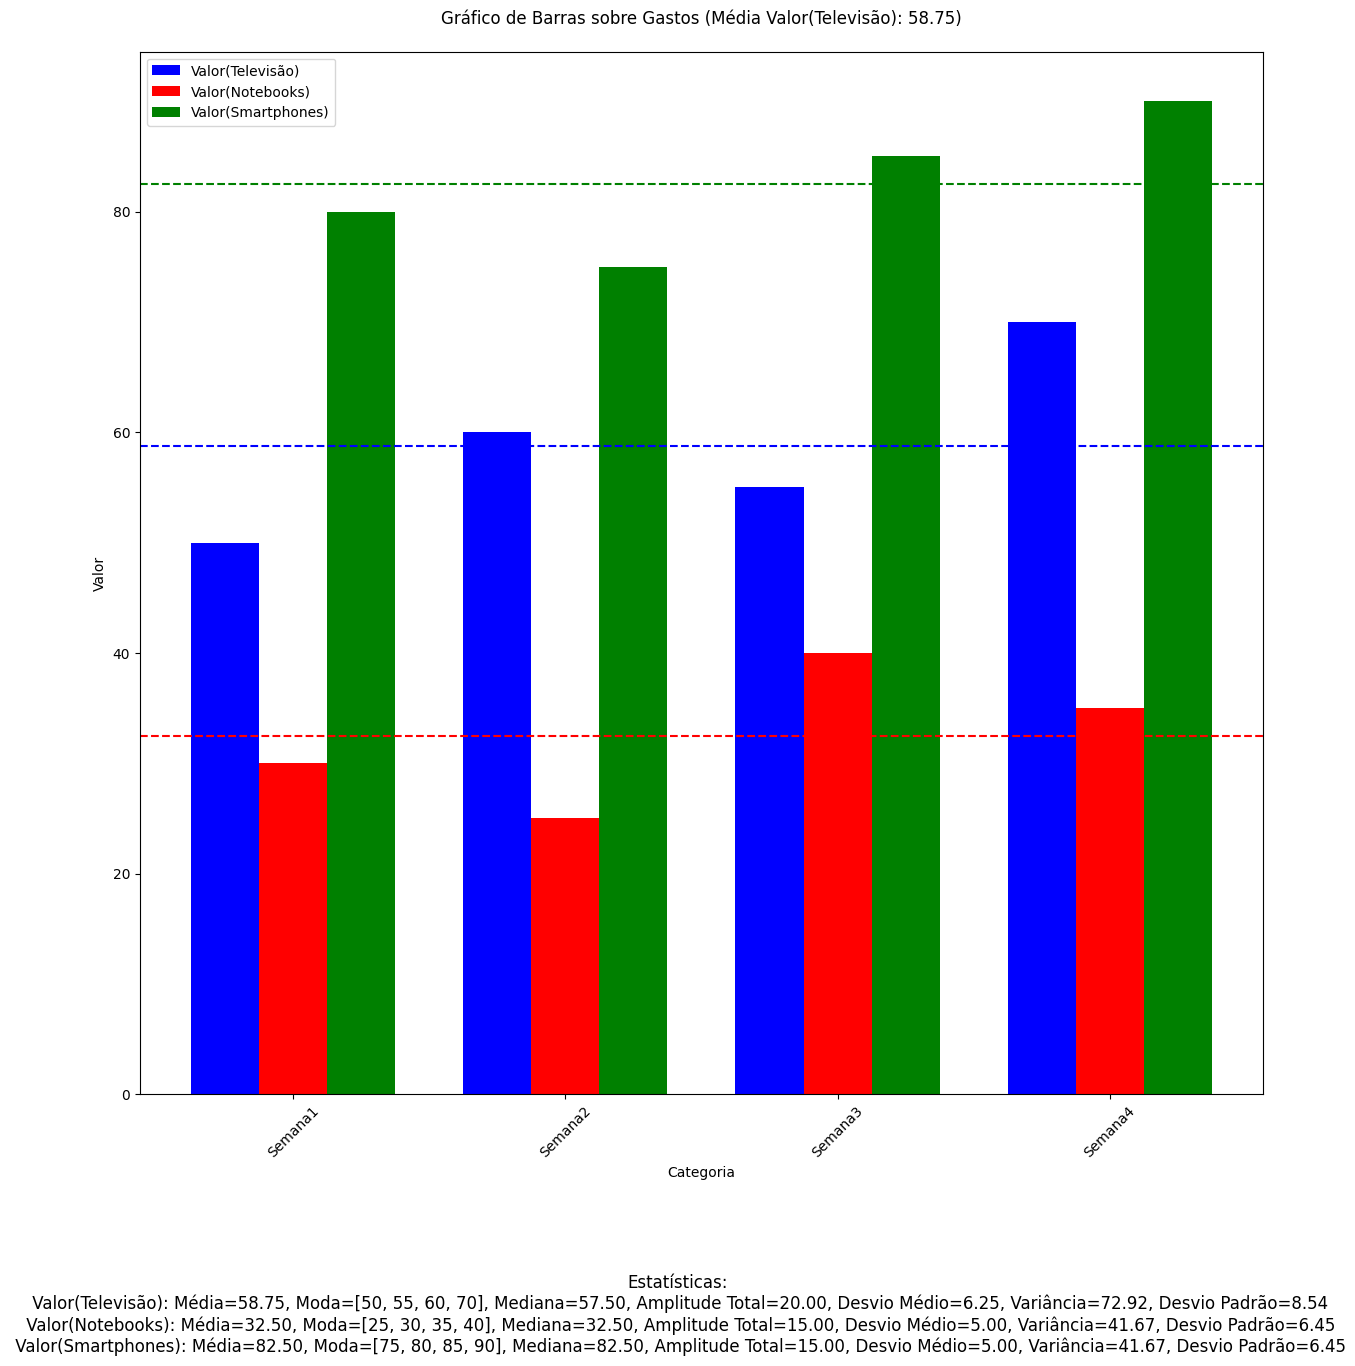 Gráfico de Barras sobre Gastos (Média Valor(Televisão): 58.75)
Valor(Televisão)
Valor(Notebooks)
Valor(Smartphones)
80
60
40
20
0
Valor
Semana1
Semana2
Semana3
Semana4
Categoria
Estatísticas:
Valor(Televisão): Média=58.75, Moda=[50, 55, 60, 70], Mediana=57.50, Amplitude Total=20.00, Desvio Médio=6.25, Variância=72.92, Desvio Padrão=8.54
Valor(Notebooks): Média=32.50, Moda=[25, 30, 35, 40], Mediana=32.50, Amplitude Total=15.00, Desvio Médio=5.00, Variância=41.67, Desvio Padrão=6.45
Valor(Smartphones): Média=82.50, Moda=[75, 80, 85, 90], Mediana=82.50, Amplitude Total=15.00, Desvio Médio=5.00, Variância=41.67, Desvio Padrão=6.45